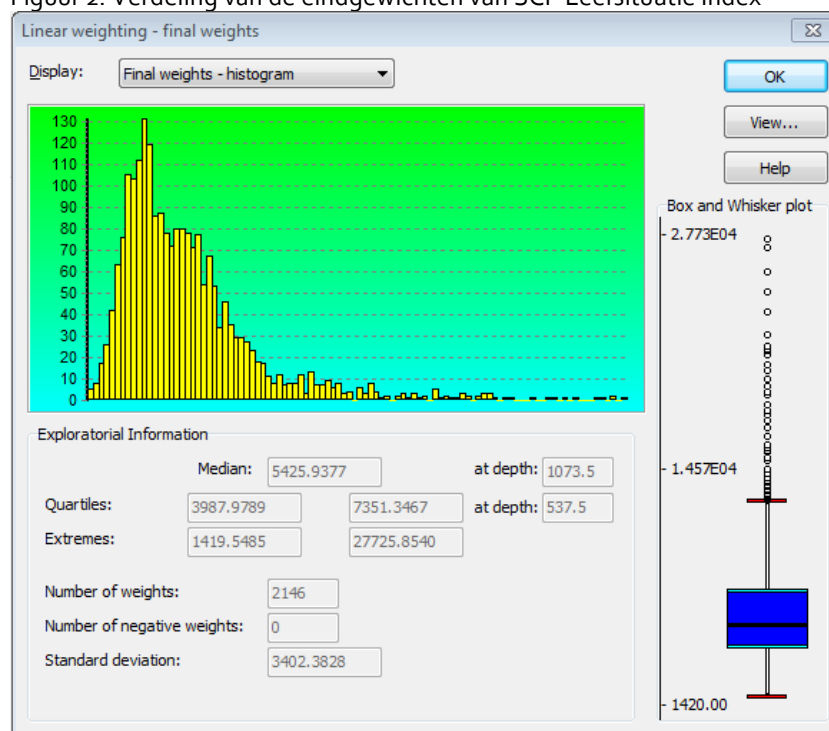 Figuur 2. Verdeling van de eindgewichten van SCP Leefsituatie Index
Linear weighting - final weights
Display: Final weights - histogram
OK
View...
Help
130
120
110
100
90
80
70
60
50
40
30
20
10
0
Box and Whisker plot
- 2.773E04
- 1.457E04
- 1420.00
Exploratorial Information
Median: 5425.9377 at depth: 1073.5
Quartiles: 3987.9789 7351.3467 at depth: 537.5
Extremes: 1419.5485 27725.8540
Number of weights: 2146
Number of negative weights: 0
Standard deviation: 3402.3828